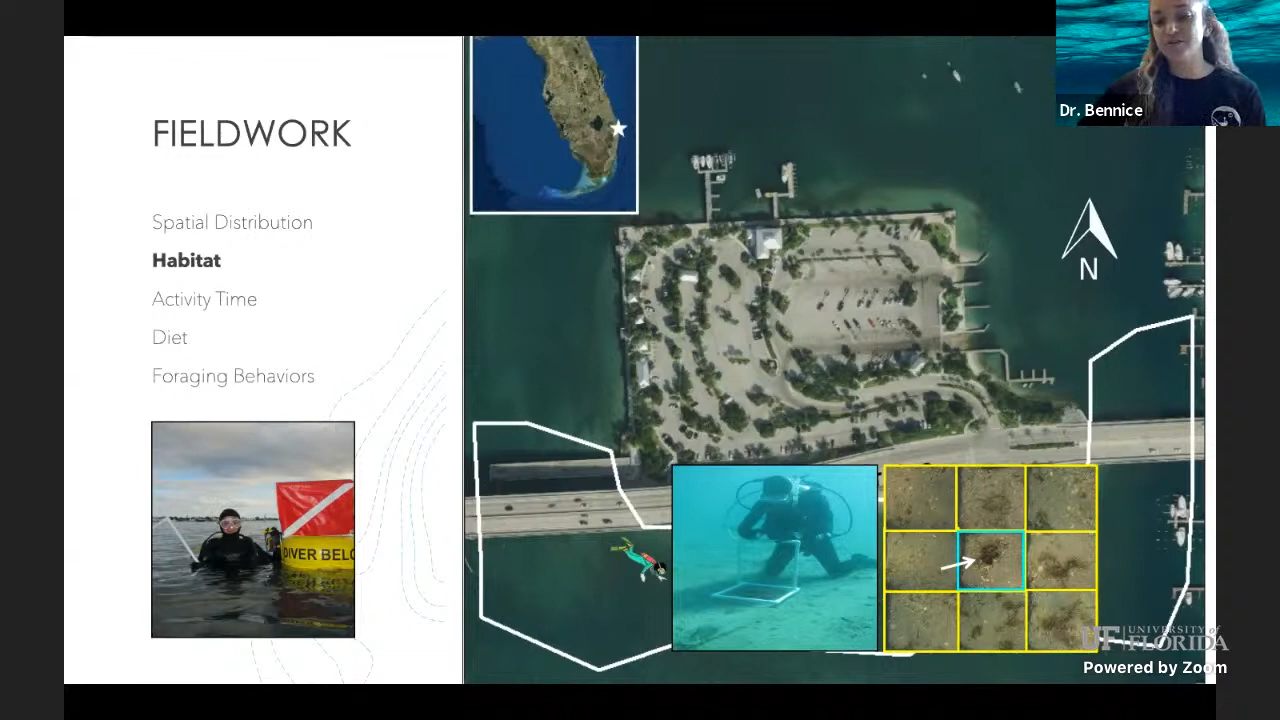 FIELDWORK
Spatial Distribution
Habitat
Activity Time
Diet
Foraging Behaviors
DIVER BELO
N
Dr. Bennice
UF UNIVERSITY of
FLORIDA
Powered by Zoom